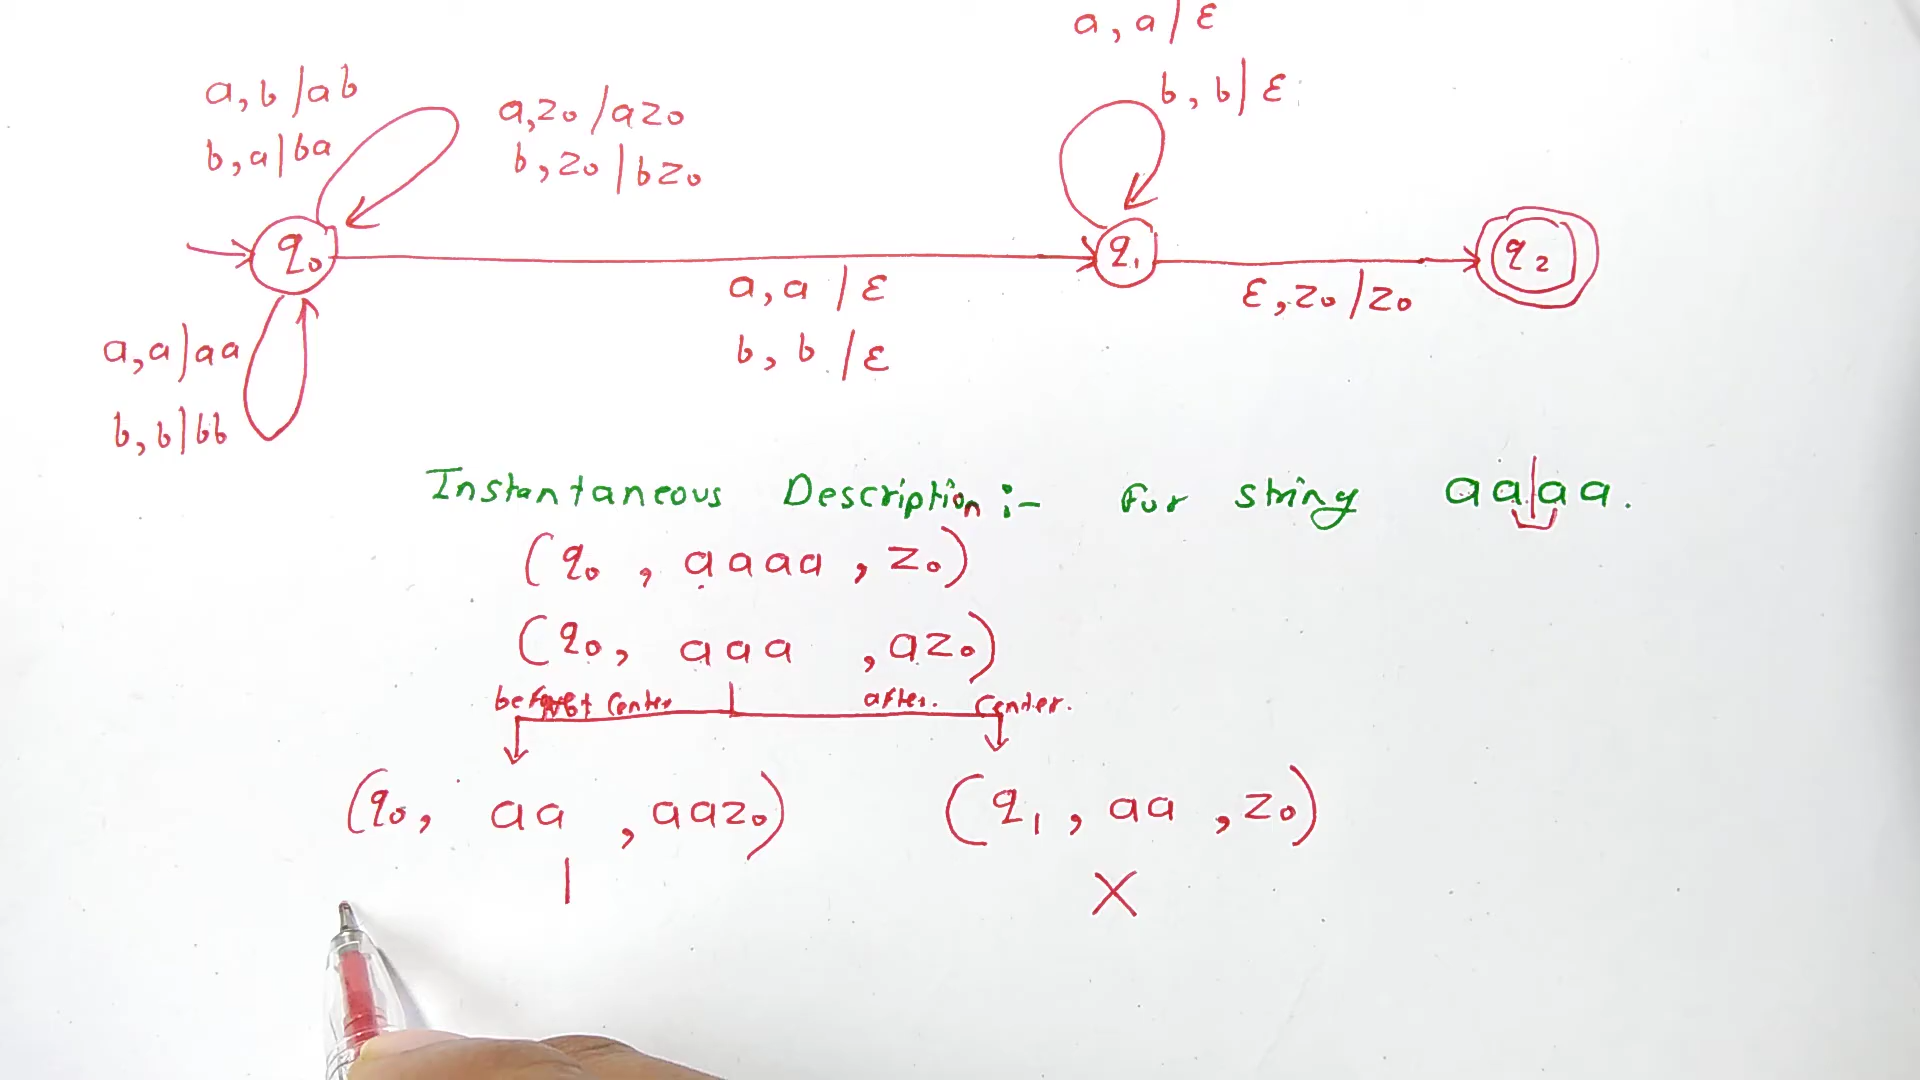 a, a / ε
b, b / ε
a, b / ab
b, a / ba
a, z₀ / az₀
b, z₀ / bz₀
q₀
q₁
q₂
a, a / ε
b, b / ε
ε, z₀ / z₀
a, a / aa
b, b / bb
Instantaneous Description :- For string aa|aa.
(q₀, aaaa, z₀)
(q₀, aaa, az₀)
before center after center.
(q₀, aa, aaz₀) (q₁, aa, z₀)
X